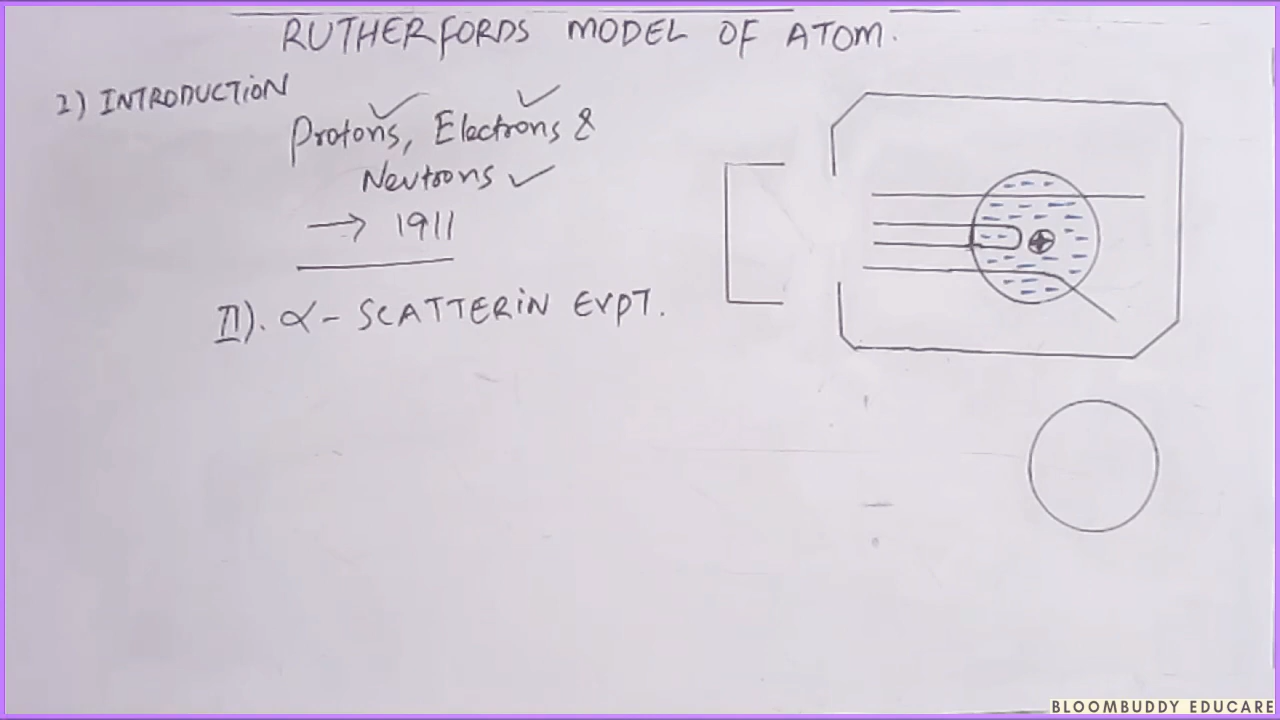 RUTHERFORDS MODEL OF ATOM.
1) INTRODUCTION
Protons, Electrons &
Neutrons
→ 1911
II). α - SCATTERIN EXPT.
BLOOMBUDDY EDUCARE